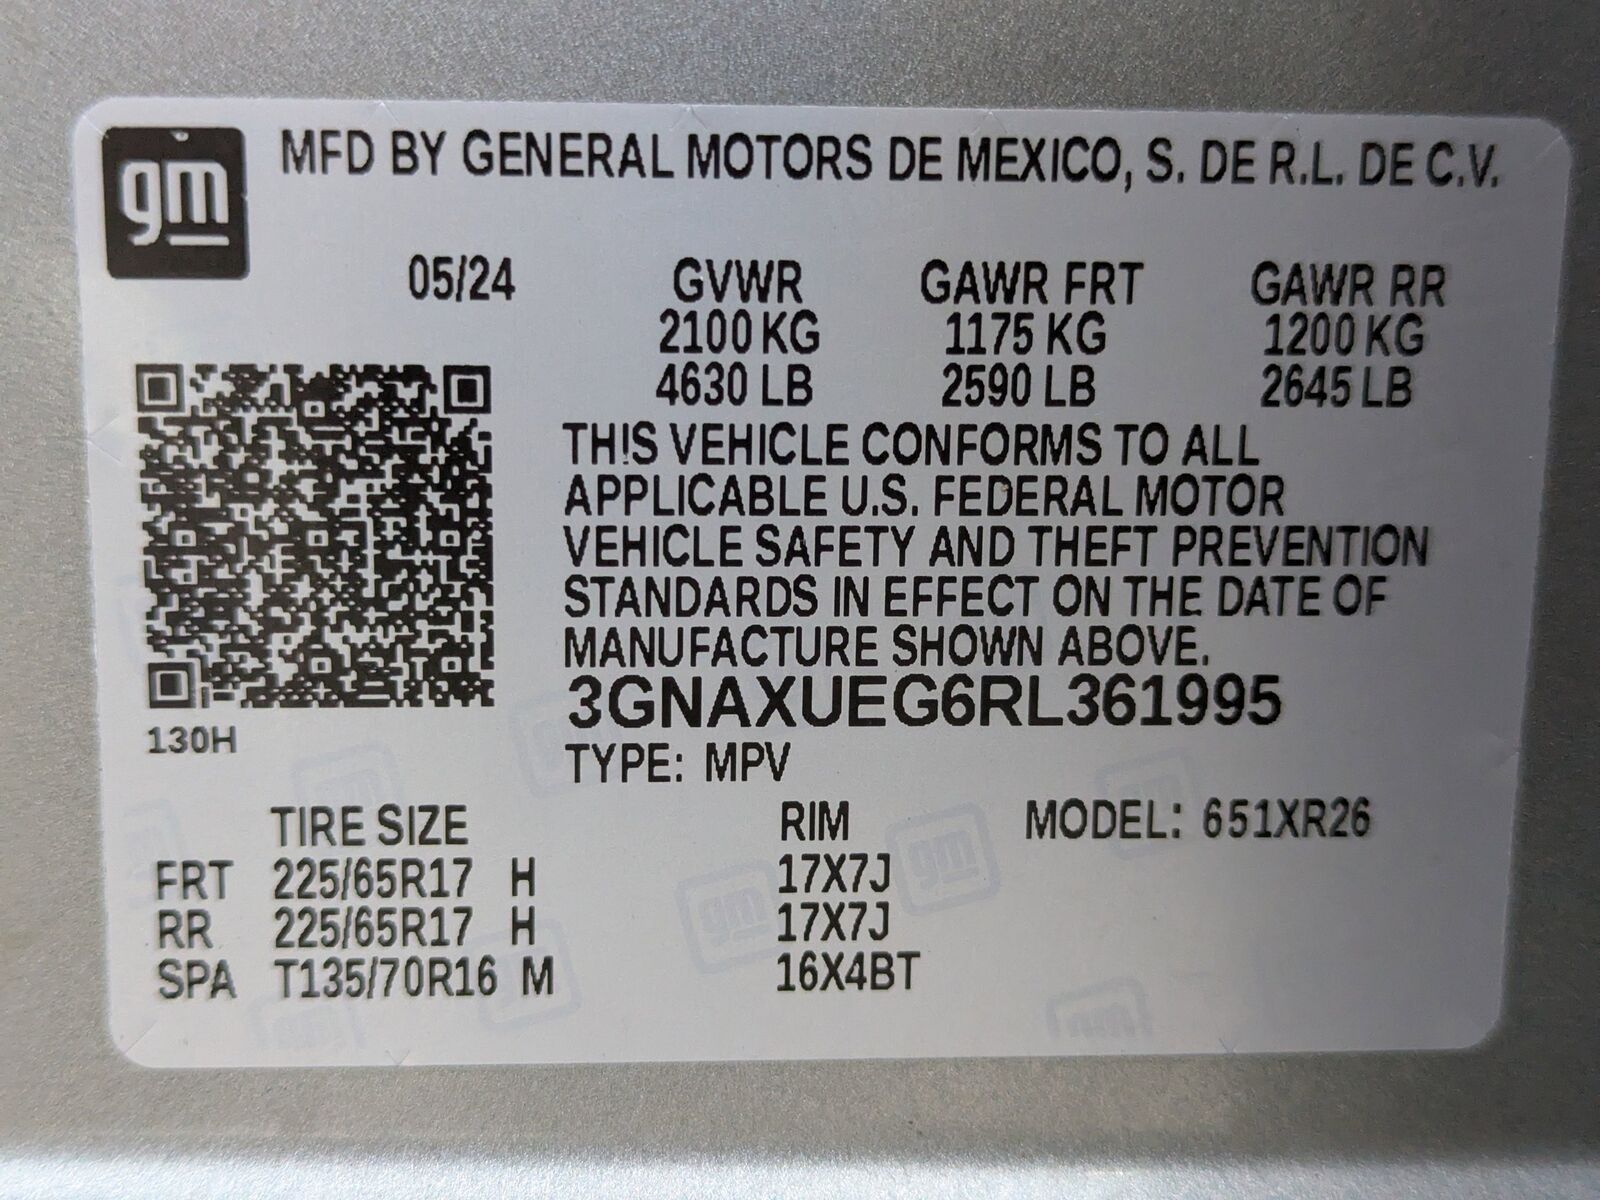 gm
MFD BY GENERAL MOTORS DE MEXICO, S. DE R.L. DE C.V.
05/24 GVWR GAWR FRT GAWR RR
2100 KG 1175 KG 1200 KG
4630 LB 2590 LB 2645 LB
THIS VEHICLE CONFORMS TO ALL
APPLICABLE U.S. FEDERAL MOTOR
VEHICLE SAFETY AND THEFT PREVENTION
STANDARDS IN EFFECT ON THE DATE OF
MANUFACTURE SHOWN ABOVE.
3GNAXUEG6RL361995
130H
TYPE: MPV
TIRE SIZE RIM MODEL: 651XR26
FRT 225/65R17 H 17X7J
RR 225/65R17 H 17X7J
SPA T135/70R16 M 16X4BT